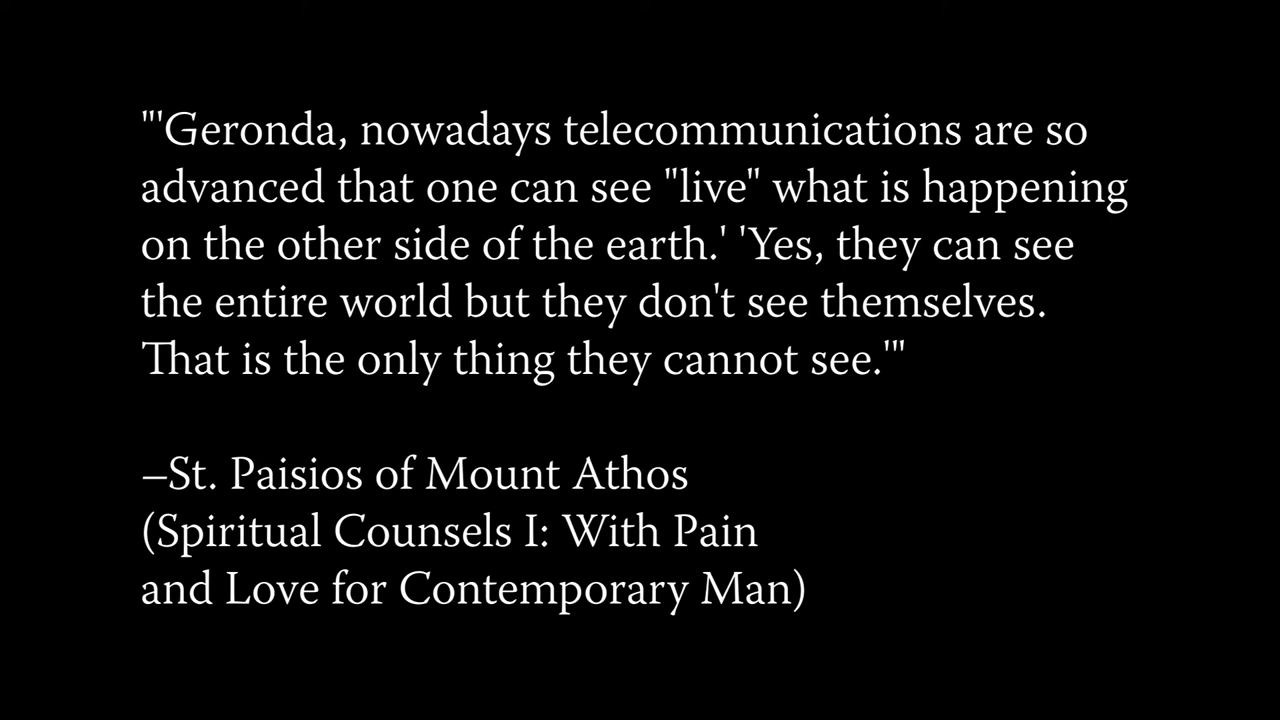 "'Geronda, nowadays telecommunications are so
advanced that one can see "live" what is happening
on the other side of the earth.' 'Yes, they can see
the entire world but they don't see themselves.
That is the only thing they cannot see.'"
–St. Paisios of Mount Athos
(Spiritual Counsels I: With Pain
and Love for Contemporary Man)